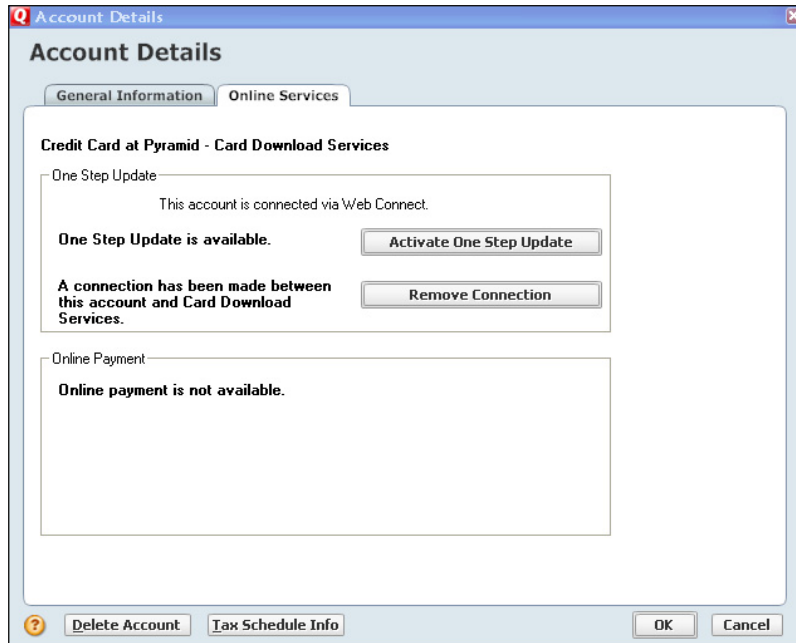 Q Account Details
Account Details
General Information Online Services
Credit Card at Pyramid - Card Download Services
One Step Update
This account is connected via Web Connect.
One Step Update is available. Activate One Step Update
A connection has been made between
this account and Card Download
Services.
Remove Connection
Online Payment
Online payment is not available.
? Delete Account Tax Schedule Info OK Cancel